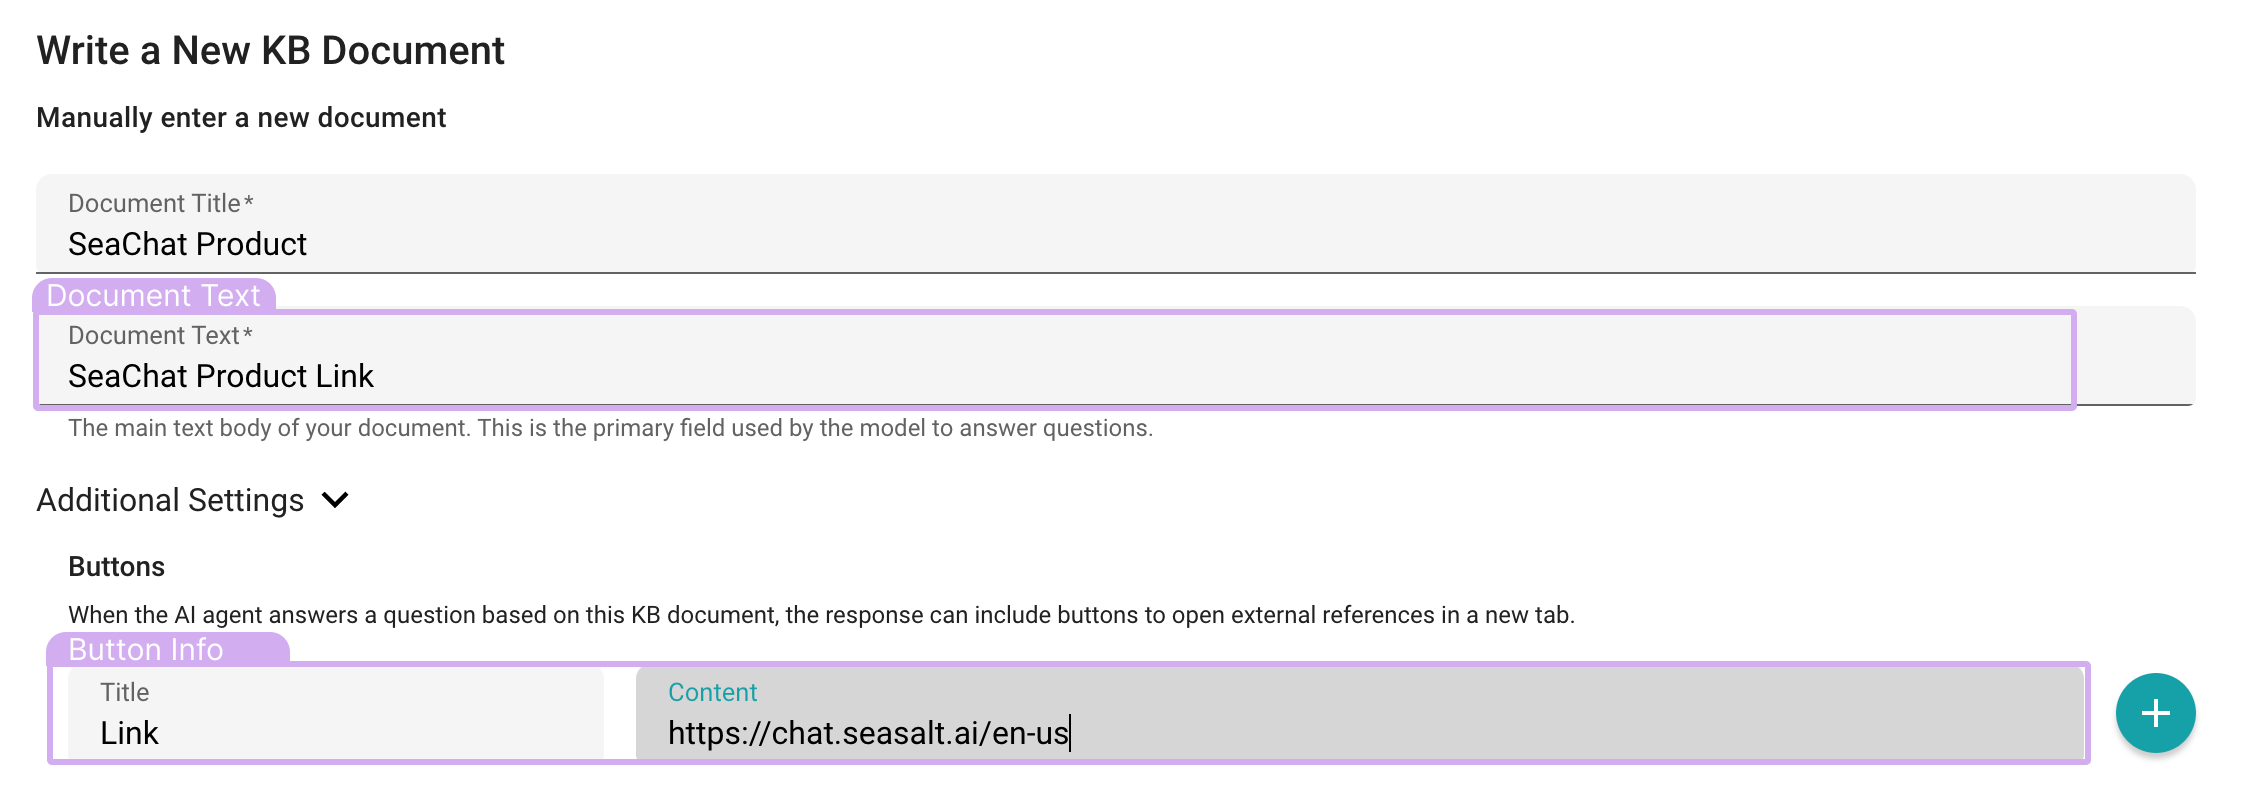 Write a New KB Document
Manually enter a new document
Document Title*
SeaChat Product
Document Text
Document Text*
SeaChat Product Link
The main text body of your document. This is the primary field used by the model to answer questions.
Additional Settings
Buttons
When the AI agent answers a question based on this KB document, the response can include buttons to open external references in a new tab.
Button Info
Title
Link
Content
https://chat.seasalt.ai/en-us